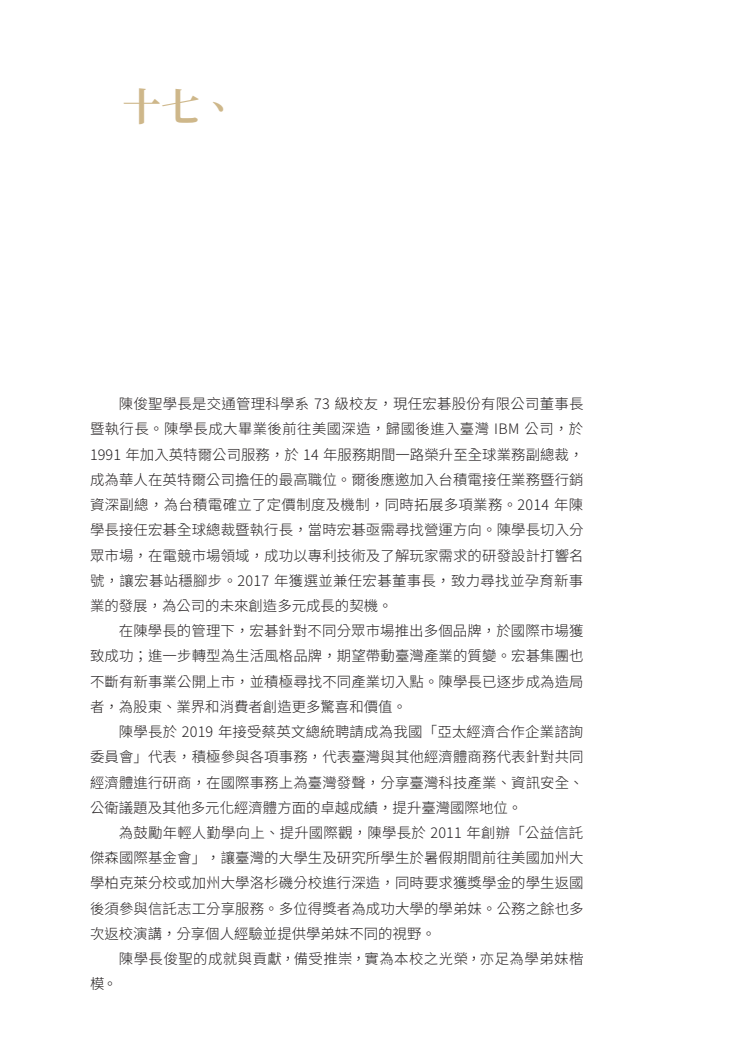 十七、
陳俊聖學長是交通管理科學系 73 級校友，現任宏碁股份有限公司董事長
暨執行長。陳學長成大畢業後前往美國深造，歸國後進入臺灣 IBM 公司，於
1991 年加入英特爾公司服務，於 14 年服務期間一路榮升至全球業務副總裁，
成為華人在英特爾公司擔任的最高職位。爾後應邀加入台積電接任業務暨行銷
資深副總，為台積電確立了定價制度及機制，同時拓展多項業務。2014 年陳
學長接任宏碁全球總裁暨執行長，當時宏碁亟需尋找營運方向。陳學長切入分
眾市場，在電競市場領域，成功以專利技術及了解玩家需求的研發設計打響名
號，讓宏碁站穩腳步。2017 年獲選並兼任宏碁董事長，致力尋找並孕育新事
業的發展，為公司的未來創造多元成長的契機。
在陳學長的管理下，宏碁針對不同分眾市場推出多個品牌，於國際市場獲
致成功；進一步轉型為生活風格品牌，期望帶動臺灣產業的質變。宏碁集團也
不斷有新事業公開上市，並積極尋找不同產業切入點。陳學長已逐步成為造局
者，為股東、業界和消費者創造更多驚喜和價值。
陳學長於 2019 年接受蔡英文總統聘請成為我國「亞太經濟合作企業諮詢
委員會」代表，積極參與各項事務，代表臺灣與其他經濟體商務代表針對共同
經濟體進行研商，在國際事務上為臺灣發聲，分享臺灣科技產業、資訊安全、
公衛議題及其他多元化經濟體方面的卓越成績，提升臺灣國際地位。
為鼓勵年輕人勤學向上、提升國際觀，陳學長於 2011 年創辦「公益信託
傑森國際基金會」，讓臺灣的大學生及研究所學生於暑假期間前往美國加州大
學柏克萊分校或加州大學洛杉磯分校進行深造，同時要求獲獎學金的學生返國
後須參與信託志工分享服務。多位得獎者為成功大學的學弟妹。公務之餘也多
次返校演講，分享個人經驗並提供學弟妹不同的視野。
陳學長俊聖的成就與貢獻，備受推崇，實為本校之光榮，亦足為學弟妹楷
模。